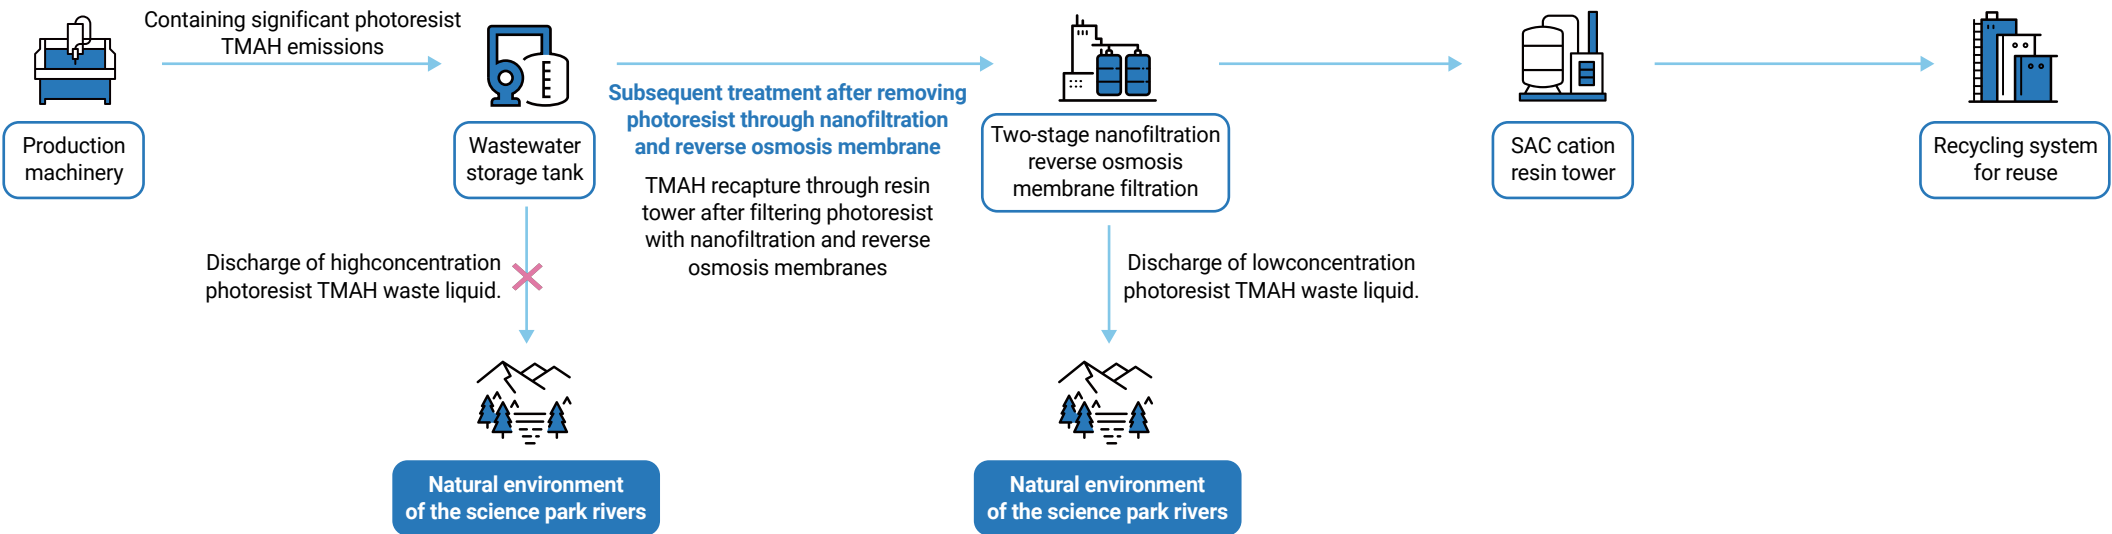 Containing significant photoresist
TMAH emissions
Production
machinery
Wastewater
storage tank
Subsequent treatment after removing
photoresist through nanofiltration
and reverse osmosis membrane
TMAH recapture through resin
tower after filtering photoresist
with nanofiltration and reverse
osmosis membranes
Two-stage nanofiltration
reverse osmosis
membrane filtration
SAC cation
resin tower
Recycling system
for reuse
Discharge of highconcentration
photoresist TMAH waste liquid.
Discharge of lowconcentration
photoresist TMAH waste liquid.
Natural environment
of the science park rivers
Natural environment
of the science park rivers